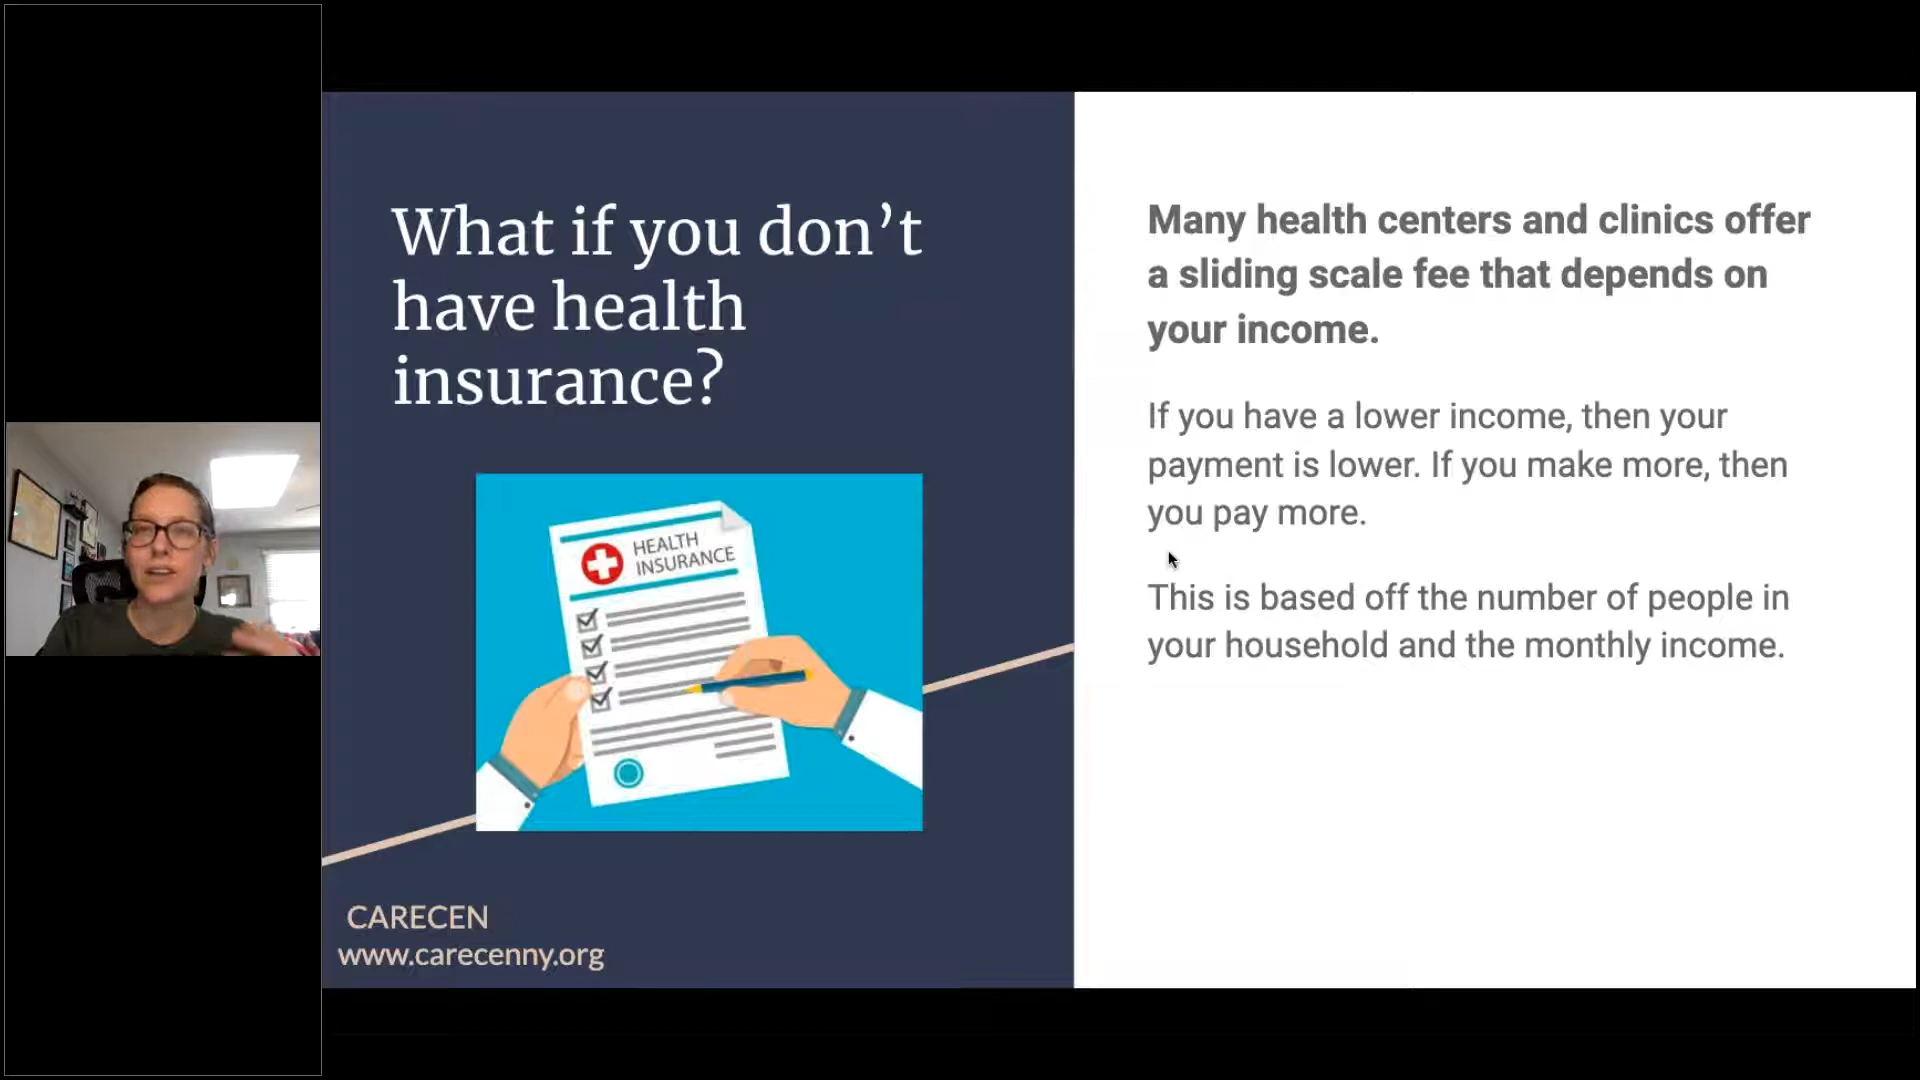 What if you don’t
have health
insurance?
HEALTH
INSURANCE
CARECEN
www.carecenny.org
Many health centers and clinics offer
a sliding scale fee that depends on
your income.
If you have a lower income, then your
payment is lower. If you make more, then
you pay more.
This is based off the number of people in
your household and the monthly income.